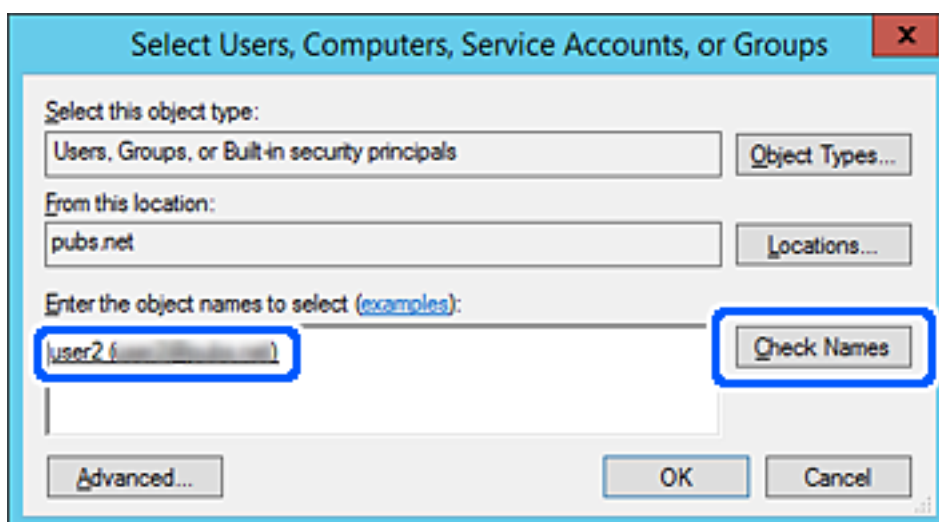 Select Users, Computers, Service Accounts, or Groups
x
Select this object type:
Users, Groups, or Built-in security principals
Object Types...
From this location:
pubs.net
Locations...
Enter the object names to select (examples):
user2 (
)
Check Names
Advanced...
OK
Cancel